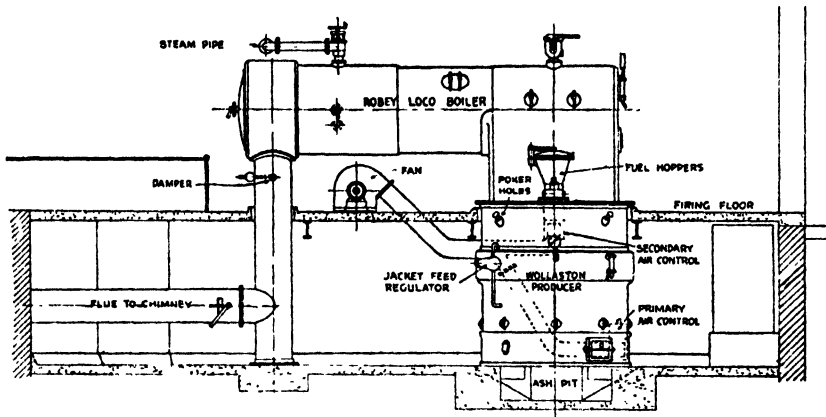 STEAM PIPE
ROBEY LOCO BOILER
FUEL HOPPERS
FAN
POKER
HOLES
DAMPER
FIRING FLOOR
SECONDARY
AIR CONTROL
JACKET FEED
REGULATOR
WOLLASTON
PRODUCER
FLUE TO CHIMNEY
PRIMARY
AIR CONTROL
ASH PIT